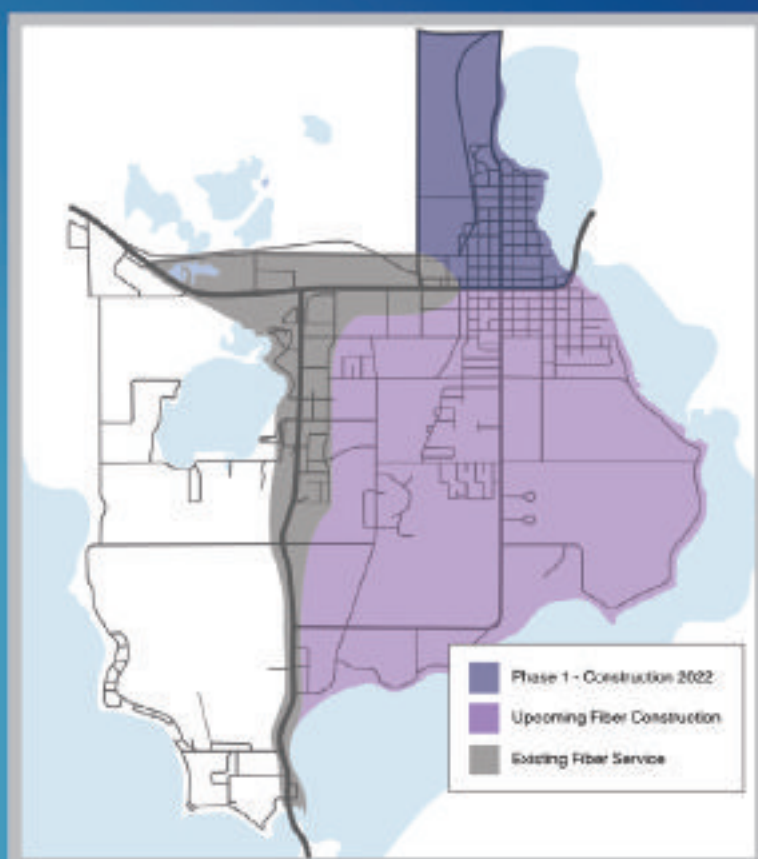 Phase 1 - Construction 2022
Upcoming Fiber Construction
Existing Fiber Service